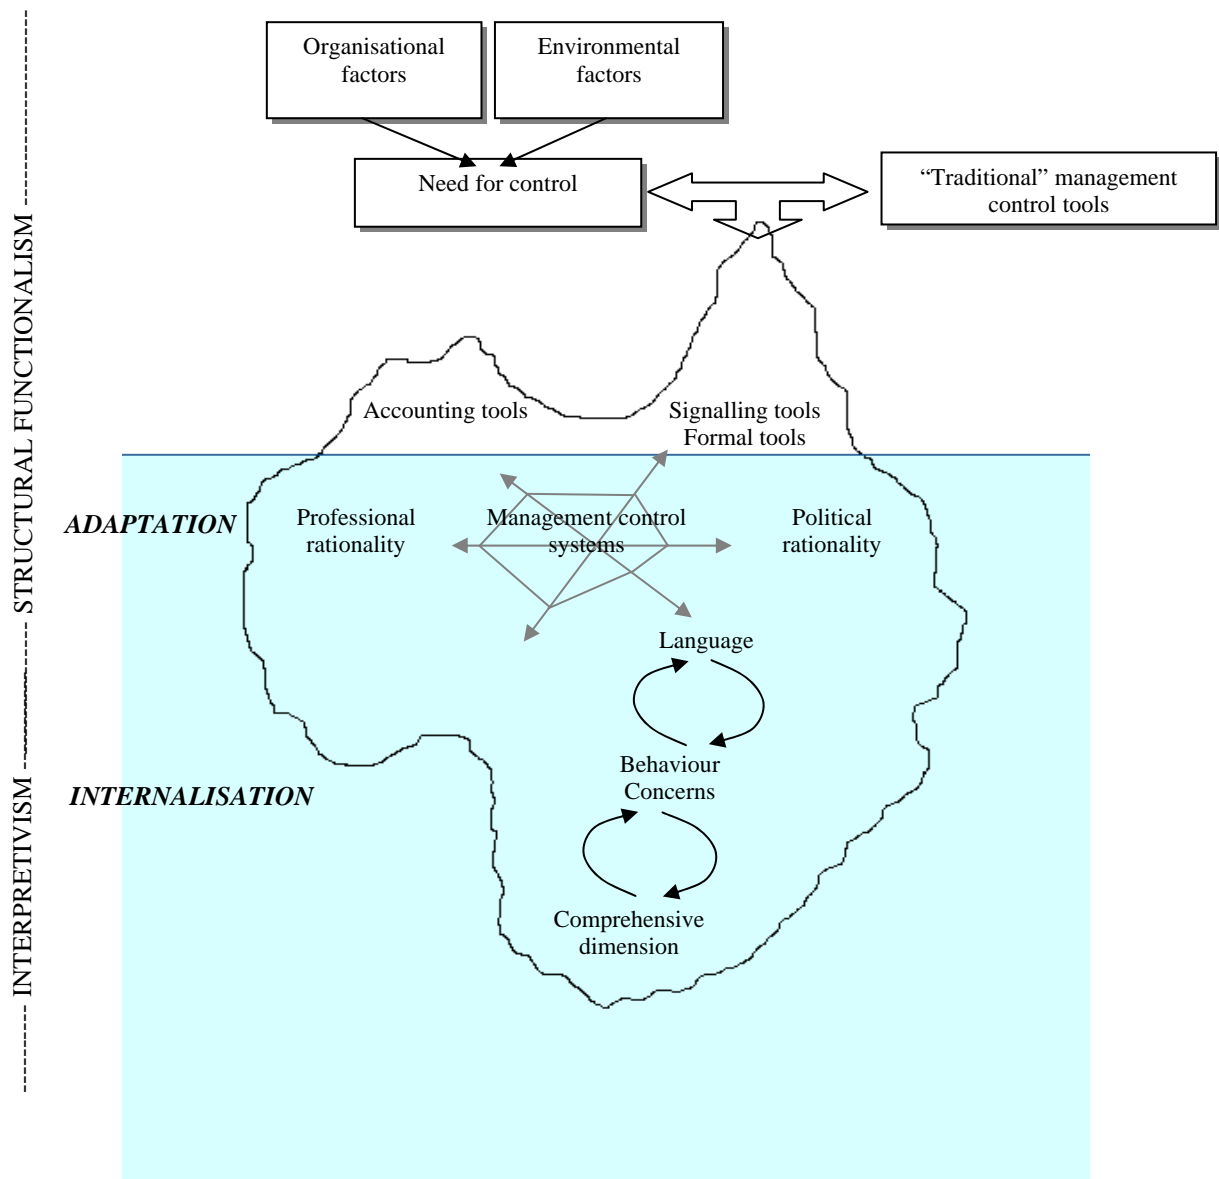 Organisational
factors
Environmental
factors
Need for control
“Traditional” management
control tools
Accounting tools
Signalling tools
Formal tools
ADAPTATION
Professional
rationality
Management control
systems
Political
rationality
Language
Behaviour
Concerns
INTERNALISATION
Comprehensive
dimension
STRUCTURAL FUNCTIONALISM
INTERPRETIVISM